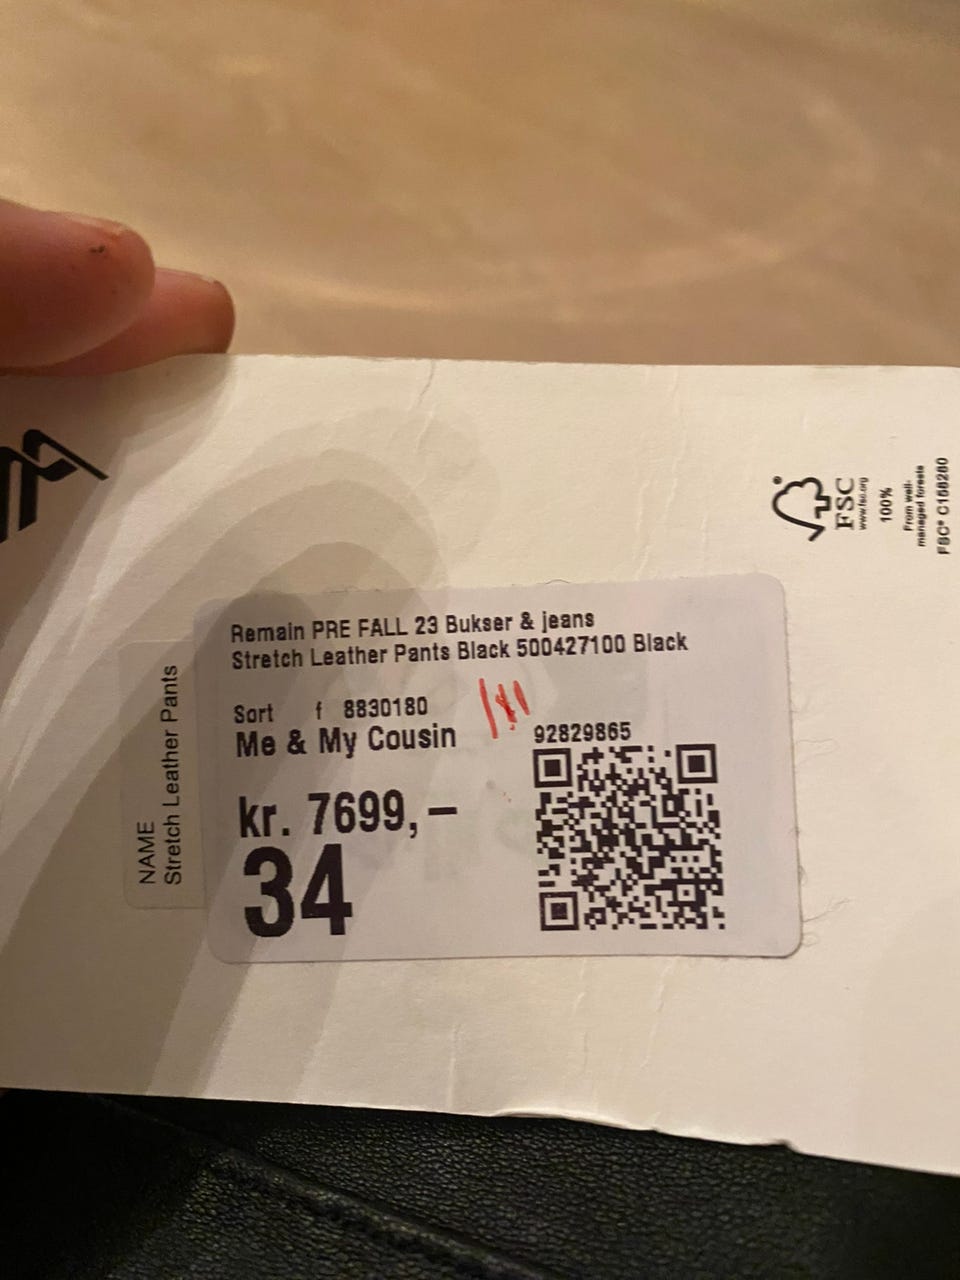 Remain PRE FALL 23 Bukser & jeans
Stretch Leather Pants Black 500427100 Black
Sort f 8830180
Me & My Cousin
92829865
kr. 7699,-
34
NAME
Stretch Leather Pants
FSC
www.fsc.org
100%
From well-
managed forests
FSC® C158280